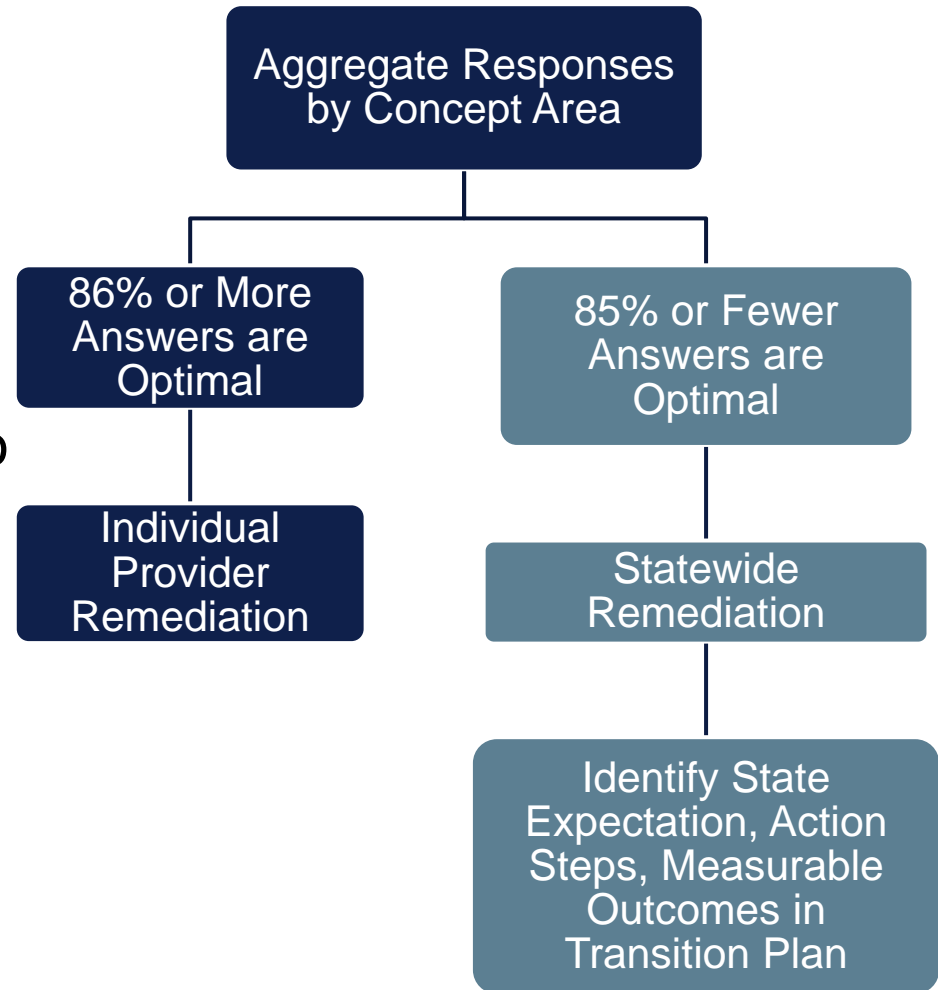 Aggregate Responses
by Concept Area
86% or More
Answers are
Optimal
85% or Fewer
Answers are
Optimal
Individual
Provider
Remediation
Statewide
Remediation
Identify State
Expectation, Action
Steps, Measurable
Outcomes in
Transition Plan